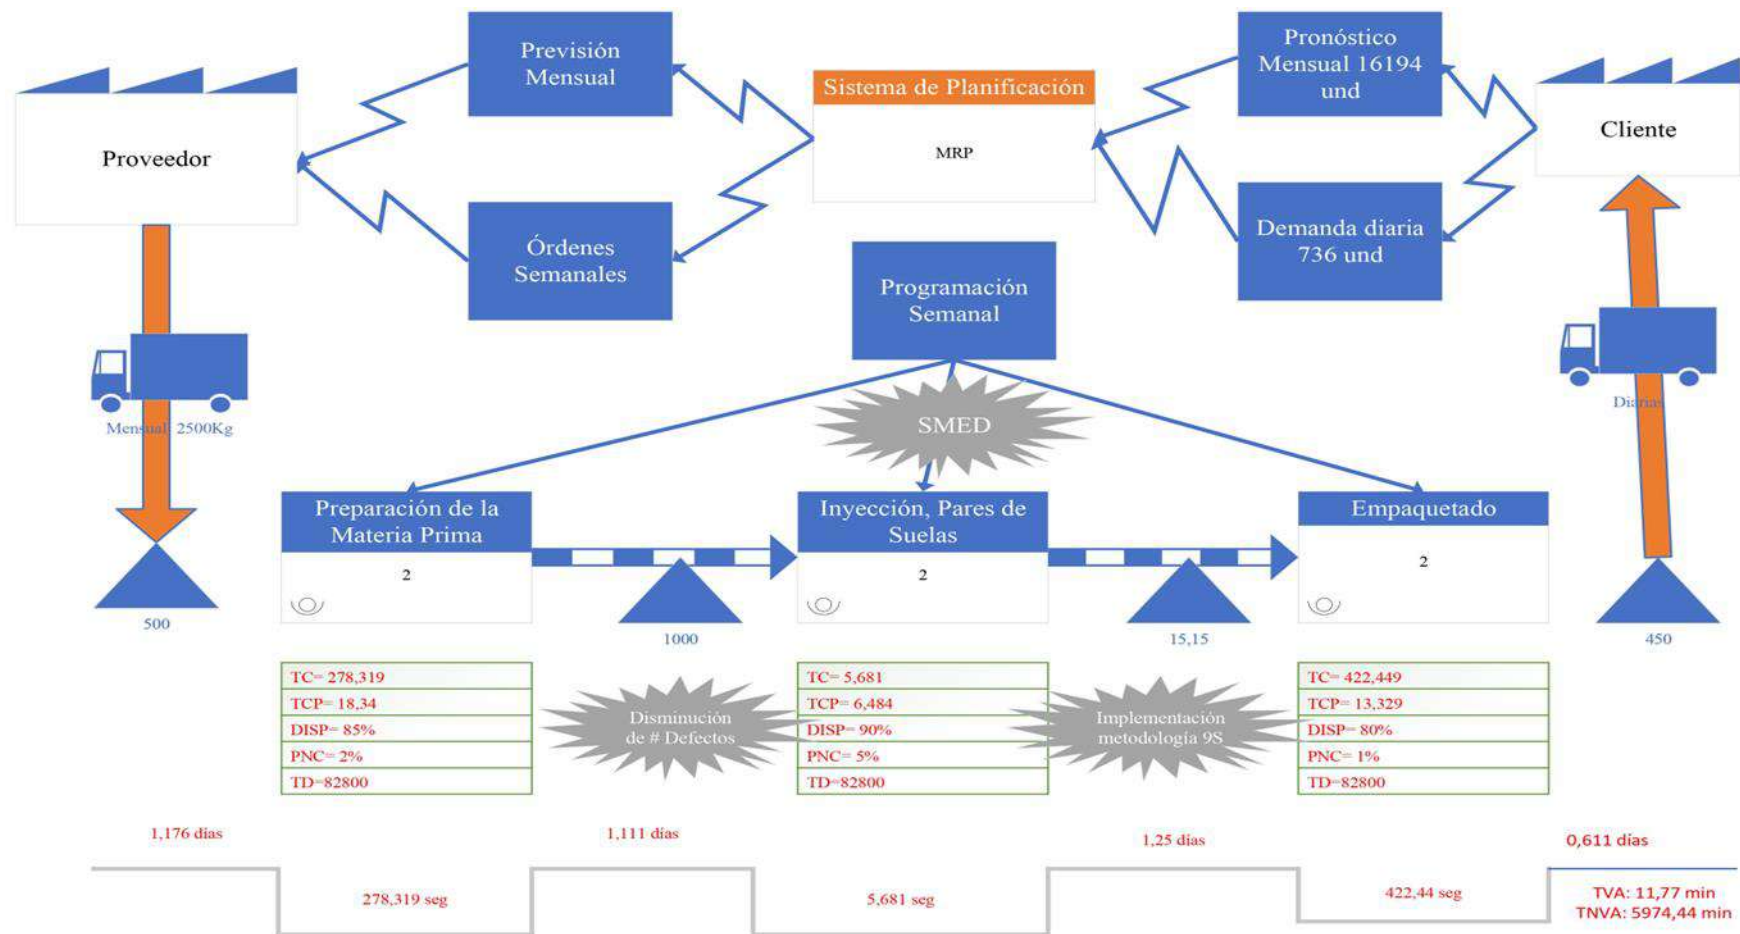 Previsión
Mensual
Pronóstico
Mensual 16194
und
Sistema de Planificación
MRP
Proveedor
Cliente
Órdenes
Semanales
Demanda diaria
736 und
Programación
Semanal
Mensual 2500Kg
Diarias
SMED
Preparación de la
Materia Prima
2
Inyección, Pares de
Suelas
2
Empaquetado
2
500
1000
15,15
450
TC= 278,319
TCP= 18,34
DISP= 85%
PNC= 2%
TD=82800
Disminución
de # Defectos
TC= 5,681
TCP= 6,484
DISP= 90%
PNC= 5%
TD=82800
Implementación
metodología 9S
TC= 422,449
TCP= 13,329
DISP= 80%
PNC= 1%
TD=82800
1,176 días
1,111 días
1,25 días
0,611 días
278,319 seg
5,681 seg
422,44 seg
TVA: 11,77 min
TNVA: 5974,44 min